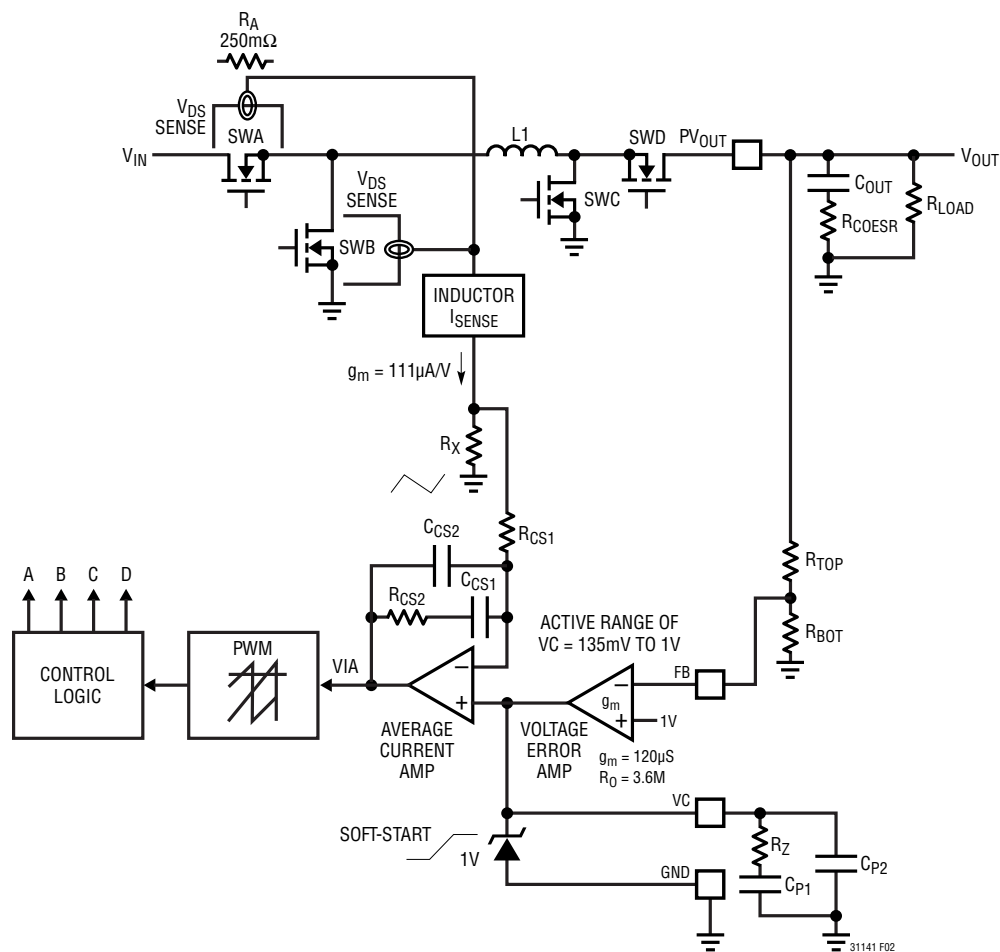 RA
250mΩ
VDS
SENSE
SWA
VIN
VDS
SENSE
SWB
L1
SWD
PVOUT
SWC
VOUT
COUT
RCOESR
RLOAD
INDUCTOR
ISENSE
gm = 111µA/V
RX
RCS1
CCS2
CCS1
RCS2
A B C D
CONTROL
LOGIC
PWM
VIA
AVERAGE
CURRENT
AMP
–
+
ACTIVE RANGE OF
VC = 135mV TO 1V
gm
–
+
1V
VOLTAGE
ERROR
AMP
gm = 120µS
RO = 3.6M
FB
RTOP
RBOT
SOFT-START
1V
VC
GND
RZ
CP1
CP2
31141 F02